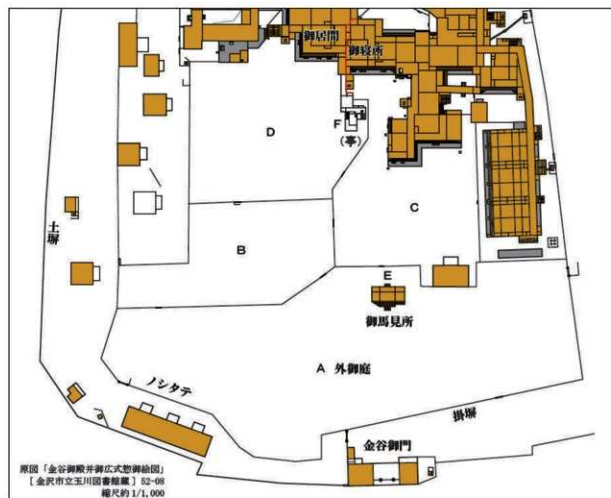 御居間
御寝所
D
F
(亭)
C
土塀
B
E
御馬見所
A 外御庭
ノシタテ
掛塀
金谷御門
原図「金谷御殿并御広式惣御絵図」
[金沢市立玉川図書館蔵] 52-08
縮尺約 1/1,000